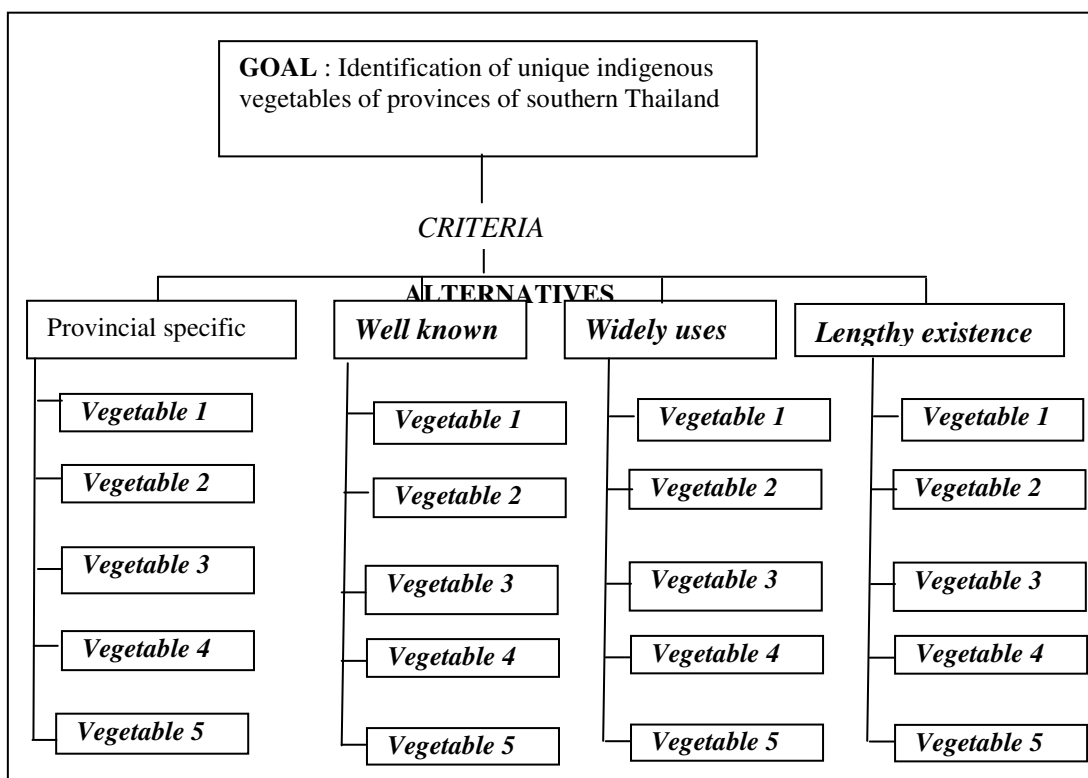 GOAL : Identification of unique indigenous
vegetables of provinces of southern Thailand
CRITERIA
ALTERNATIVES
Provincial specific
Well known
Widely uses
Lengthy existence
Vegetable 1
Vegetable 2
Vegetable 3
Vegetable 4
Vegetable 5
Vegetable 1
Vegetable 2
Vegetable 3
Vegetable 4
Vegetable 5
Vegetable 1
Vegetable 2
Vegetable 3
Vegetable 4
Vegetable 5
Vegetable 1
Vegetable 2
Vegetable 3
Vegetable 4
Vegetable 5